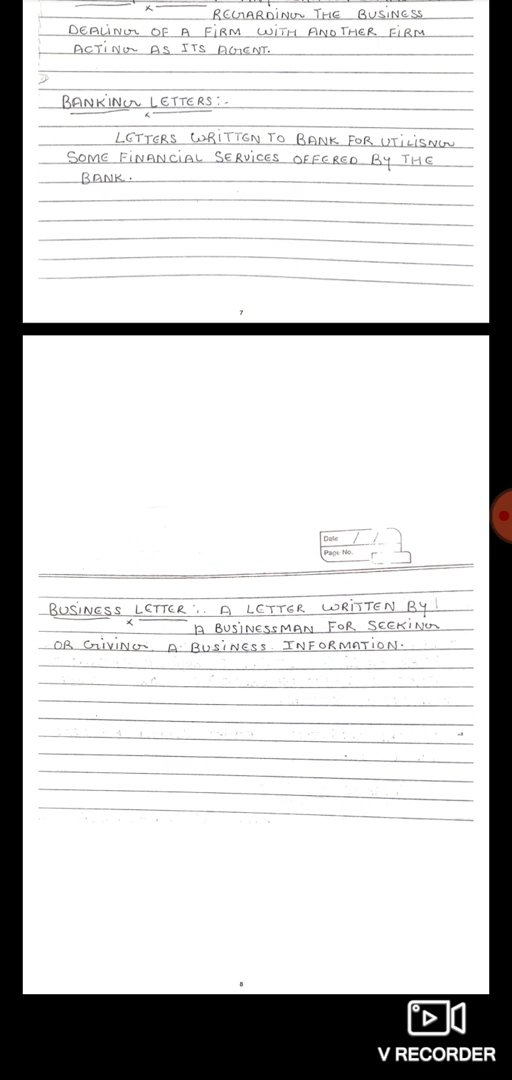 REGARDING THE BUSINESS
DEALING OF A FIRM WITH ANOTHER FIRM
ACTING AS ITS AGENT.
BANKING LETTERS:-
LETTERS WRITTEN TO BANK FOR UTILISNG
SOME FINANCIAL SERVICES OFFERED BY THE
BANK.
7
Date / /
Page No.
BUSINESS LETTER:. A LETTER WRITTEN BY
A BUSINESSMAN FOR SEEKING
OR GIVING A BUSINESS INFORMATION.
8
V RECORDER